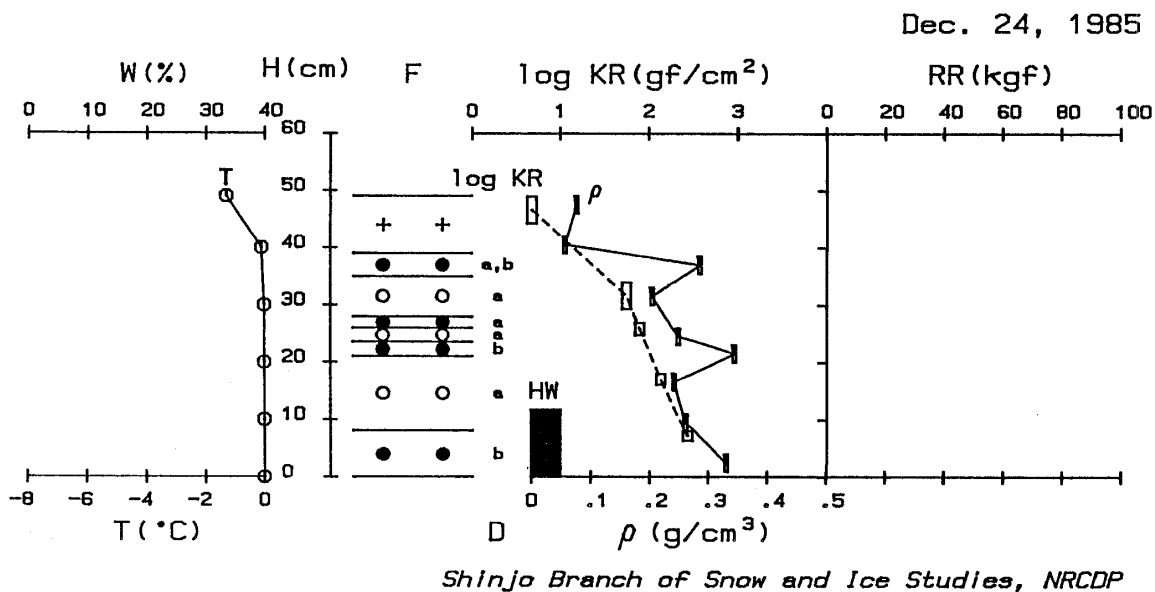 Dec. 24, 1985
W(%) H(cm) F log KR(gf/cm²) RR(kgf)
0 10 20 30 40 0 1 2 3 0 20 40 60 80 100
60
T 50 log KR ρ
40
a,b
30 a
a
a
20 b
10 a HW
b
0
-8 -6 -4 -2 0 0 .1 .2 .3 .4 .5
T(°C) D ρ (g/cm³)
Shinjo Branch of Snow and Ice Studies, NRCDP